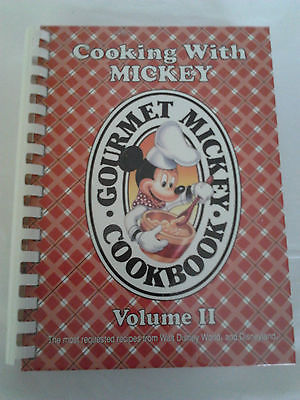 Cooking With
MICKEY
GOURMET MICKEY
COOKBOOK
Volume II
The most requested recipes from Walt Disney World, and Disneyland